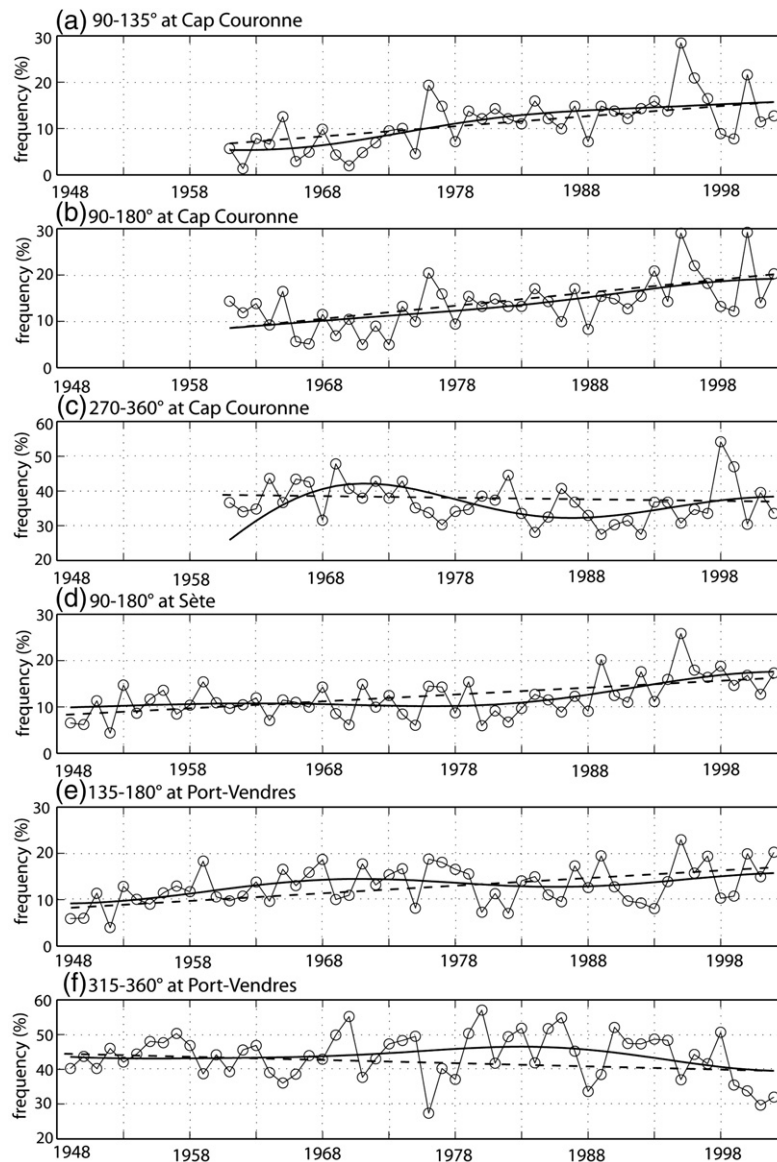 (a) 90-135° at Cap Couronne
frequency (%)
30
20
10
0
1948 1958 1968 1978 1988 1998
(b) 90-180° at Cap Couronne
frequency (%)
30
20
10
0
1948 1958 1968 1978 1988 1998
(c) 270-360° at Cap Couronne
frequency (%)
60
50
40
30
20
1948 1958 1968 1978 1988 1998
(d) 90-180° at Sète
frequency (%)
30
20
10
0
1948 1958 1968 1978 1988 1998
(e) 135-180° at Port-Vendres
frequency (%)
30
20
10
0
1948 1958 1968 1978 1988 1998
(f) 315-360° at Port-Vendres
frequency (%)
60
50
40
30
20
1948 1958 1968 1978 1988 1998